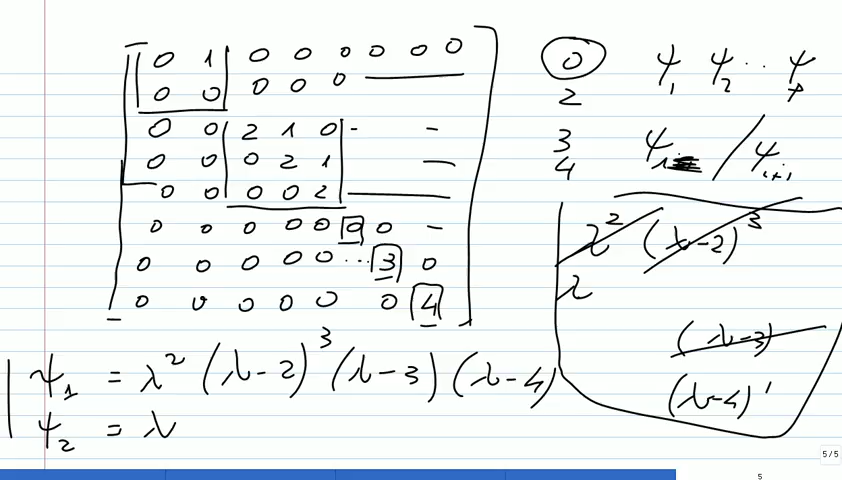 0 1 0 0 0 0 0 0
0 0 0 0 0
0 0 2 1 0 - -
0 0 0 2 1
0 0 0 0 2
0 0 0 0 0 0 0 -
0 0 0 0 0 ... 3 0
0 0 0 0 0 0 4
ψ₁ = λ² (λ-2)³ (λ-3) (λ-4)
ψ₂ = λ
0 ψ₁ ψ₂ ..
2
3
4 / ψᵢ₊₁
λ² (λ-2)³
λ
(λ-3)
(λ-4)¹
5/5
5